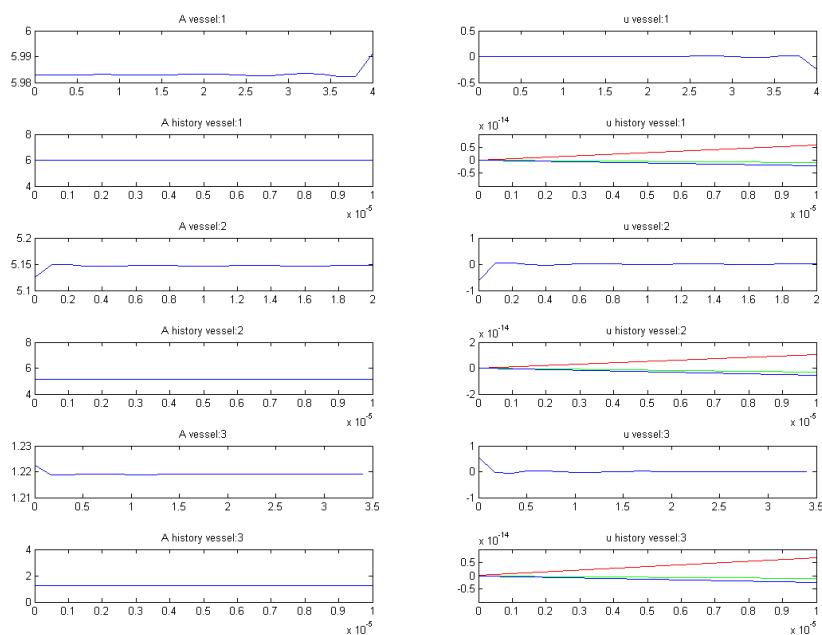 A vessel:1
6
5.99
5.98
0 0.5 1 1.5 2 2.5 3 3.5 4
u vessel:1
0.5
0
-0.5
0 0.5 1 1.5 2 2.5 3 3.5 4
A history vessel:1
8
6
4
0 0.1 0.2 0.3 0.4 0.5 0.6 0.7 0.8 0.9 1
x 10^-5
u history vessel:1
x 10^-14
0.5
0
-0.5
0 0.1 0.2 0.3 0.4 0.5 0.6 0.7 0.8 0.9 1
x 10^-5
A vessel:2
5.2
5.15
5.1
0 0.2 0.4 0.6 0.8 1 1.2 1.4 1.6 1.8 2
u vessel:2
1
0
-1
0 0.2 0.4 0.6 0.8 1 1.2 1.4 1.6 1.8 2
A history vessel:2
8
6
4
0 0.1 0.2 0.3 0.4 0.5 0.6 0.7 0.8 0.9 1
x 10^-5
u history vessel:2
x 10^-14
2
0
-2
0 0.1 0.2 0.3 0.4 0.5 0.6 0.7 0.8 0.9 1
x 10^-5
A vessel:3
1.23
1.22
1.21
0 0.5 1 1.5 2 2.5 3 3.5
u vessel:3
1
0
-1
0 0.5 1 1.5 2 2.5 3 3.5
A history vessel:3
4
2
0
0 0.1 0.2 0.3 0.4 0.5 0.6 0.7 0.8 0.9 1
x 10^-5
u history vessel:3
x 10^-14
0.5
0
-0.5
0 0.1 0.2 0.3 0.4 0.5 0.6 0.7 0.8 0.9 1
x 10^-5